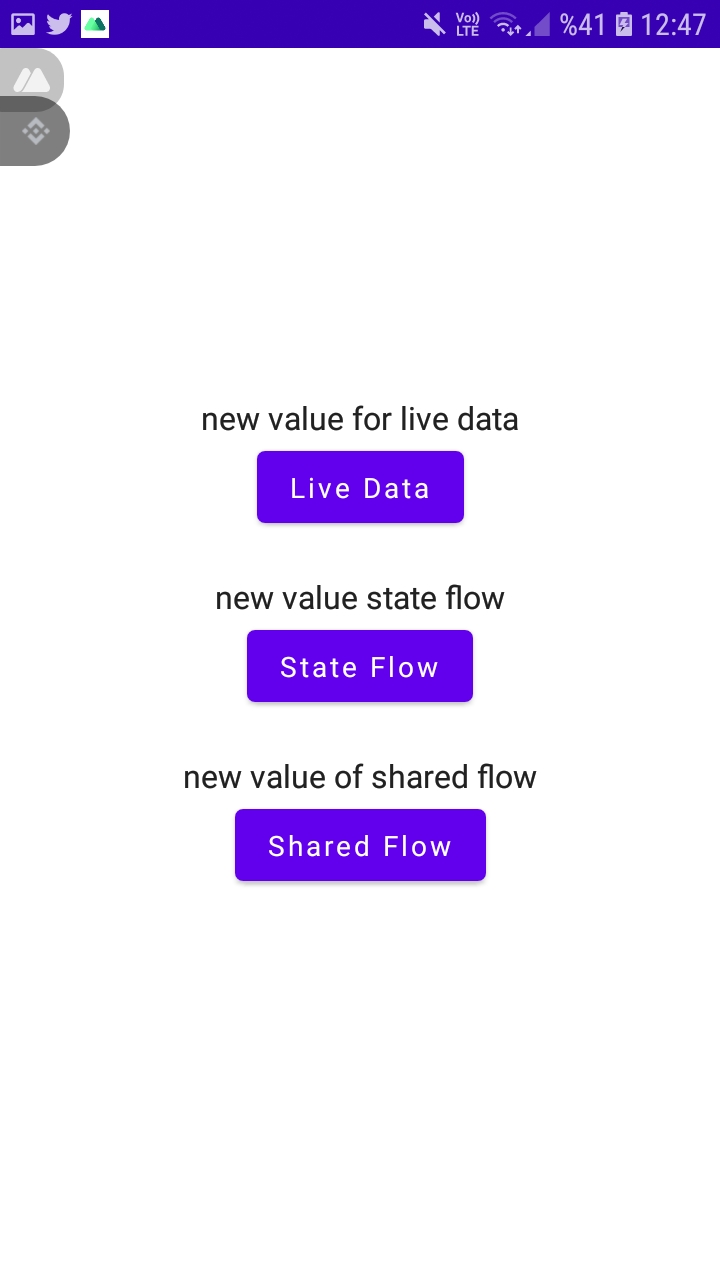 Vo)) LTE %41 12:47
new value for live data
Live Data
new value state flow
State Flow
new value of shared flow
Shared Flow